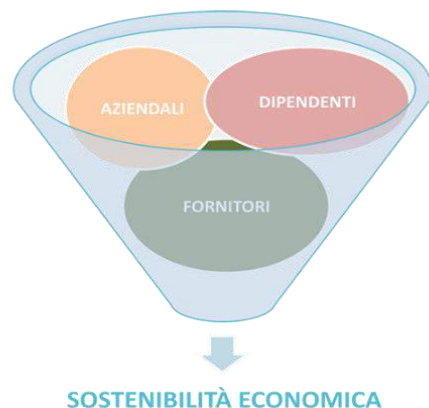 AZIENDALI
DIPENDENTI
FORNITORI
SOSTENIBILITÀ ECONOMICA